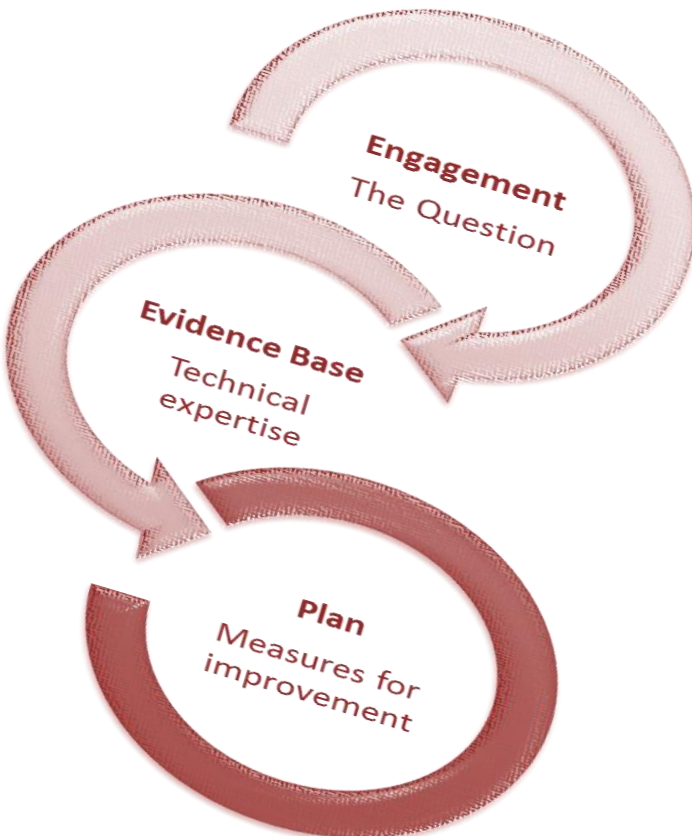 Engagement
The Question
Evidence Base
Technical
expertise
Plan
Measures for
improvement